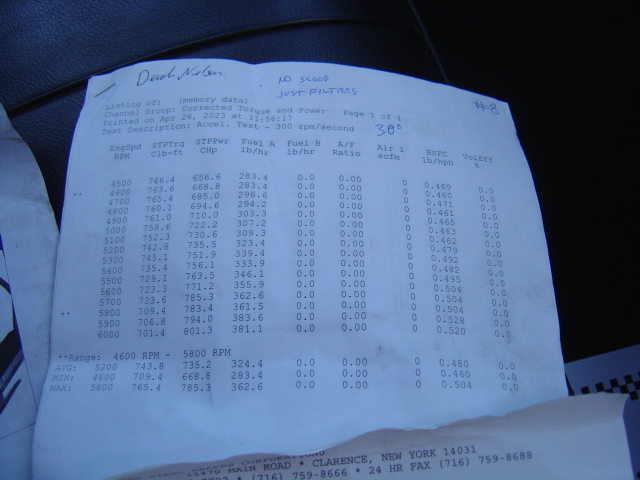 Derek Nielsen
NO SCOOP
JUST FILTERS
#8
Listing of: (memory data)
Channel Group: Corrected Torque and Power Page 1 of 1
Printed on Apr 26, 2023 at 11:56:17
Test Description: Accel. Test - 300 rpm/second 30°
EngSpd STPTrq STPPwr Fuel A Fuel B A/F Air 1 BSFC VolEff
RPM Clb-ft CHp lb/hr lb/hr Ratio scfm lb/hph %
4500 766.4 656.6 283.4 0.0 0.00 0 0.469 0.0
** 4600 763.6 668.8 283.4 0.0 0.00 0 0.460 0.0
4700 765.4 685.0 296.6 0.0 0.00 0 0.471 0.0
4800 760.1 694.6 294.2 0.0 0.00 0 0.461 0.0
4900 761.0 710.0 303.3 0.0 0.00 0 0.465 0.0
5000 758.6 722.2 307.2 0.0 0.00 0 0.463 0.0
5100 752.3 730.6 309.3 0.0 0.00 0 0.462 0.0
5200 742.8 735.5 323.4 0.0 0.00 0 0.479 0.0
5300 745.1 751.9 339.4 0.0 0.00 0 0.492 0.0
5400 735.4 756.1 333.9 0.0 0.00 0 0.482 0.0
5500 729.1 763.5 346.1 0.0 0.00 0 0.495 0.0
5600 723.3 771.2 355.9 0.0 0.00 0 0.504 0.0
5700 723.6 785.3 362.6 0.0 0.00 0 0.504 0.0
** 5800 709.4 783.4 361.5 0.0 0.00 0 0.504 0.0
5900 706.8 794.0 383.6 0.0 0.00 0 0.528 0.0
6000 701.4 801.3 381.1 0.0 0.00 0 0.520 0.0
**Range: 4600 RPM - 5800 RPM
AVG: 5200 743.8 735.2 324.4 0.0 0.00 0 0.480 0.0
MIN: 4600 709.4 668.8 283.4 0.0 0.00 0 0.460 0.0
MAX: 5800 765.4 785.3 362.6 0.0 0.00 0 0.504 0.0
11470 MAIN ROAD * CLARENCE, NEW YORK 14031
* (716) 759-8666 * 24 HR FAX (716) 759-8688